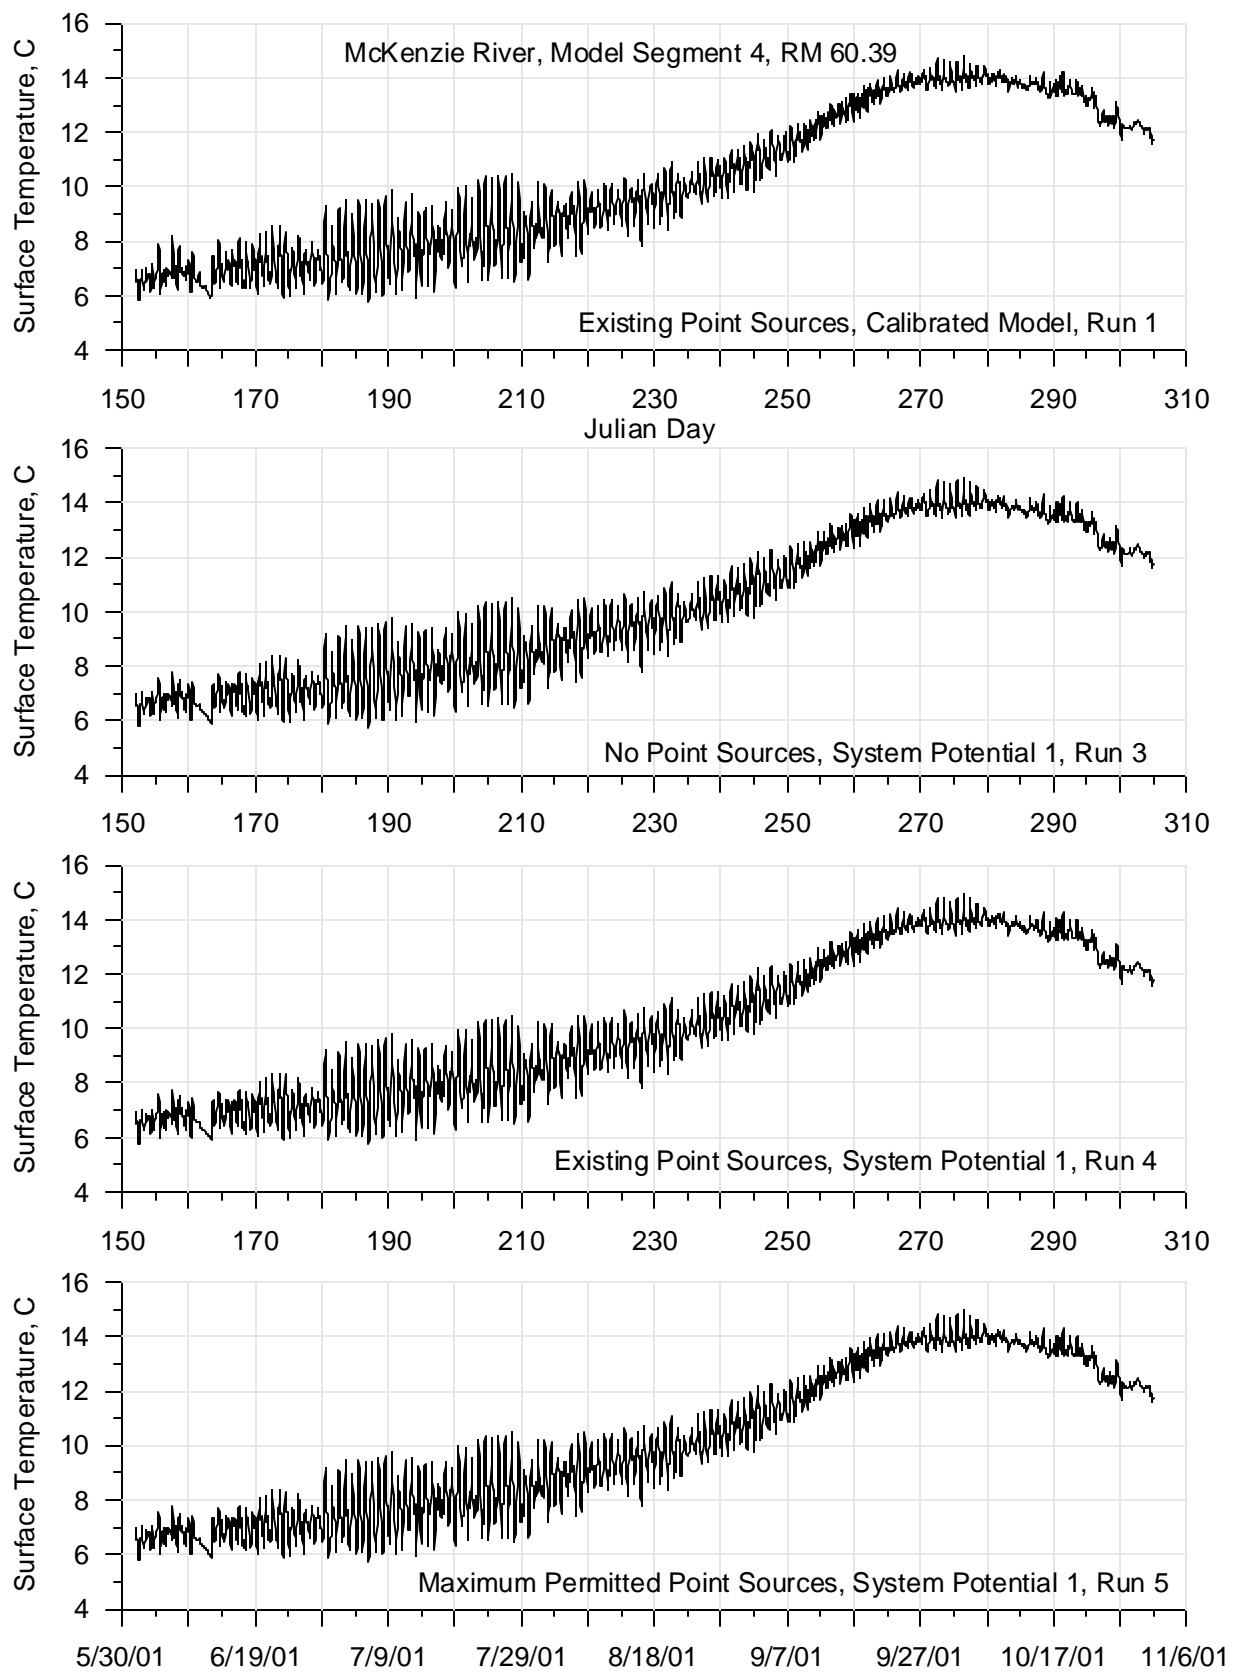 16
McKenzie River, Model Segment 4, RM 60.39
14
12
10
8
6
4
Surface Temperature, C
Existing Point Sources, Calibrated Model, Run 1
150 170 190 210 230 250 270 290 310
Julian Day
16
14
12
10
8
6
4
Surface Temperature, C
No Point Sources, System Potential 1, Run 3
150 170 190 210 230 250 270 290 310
16
14
12
10
8
6
4
Surface Temperature, C
Existing Point Sources, System Potential 1, Run 4
150 170 190 210 230 250 270 290 310
16
14
12
10
8
6
4
Surface Temperature, C
Maximum Permitted Point Sources, System Potential 1, Run 5
5/30/01 6/19/01 7/9/01 7/29/01 8/18/01 9/7/01 9/27/01 10/17/01 11/6/01